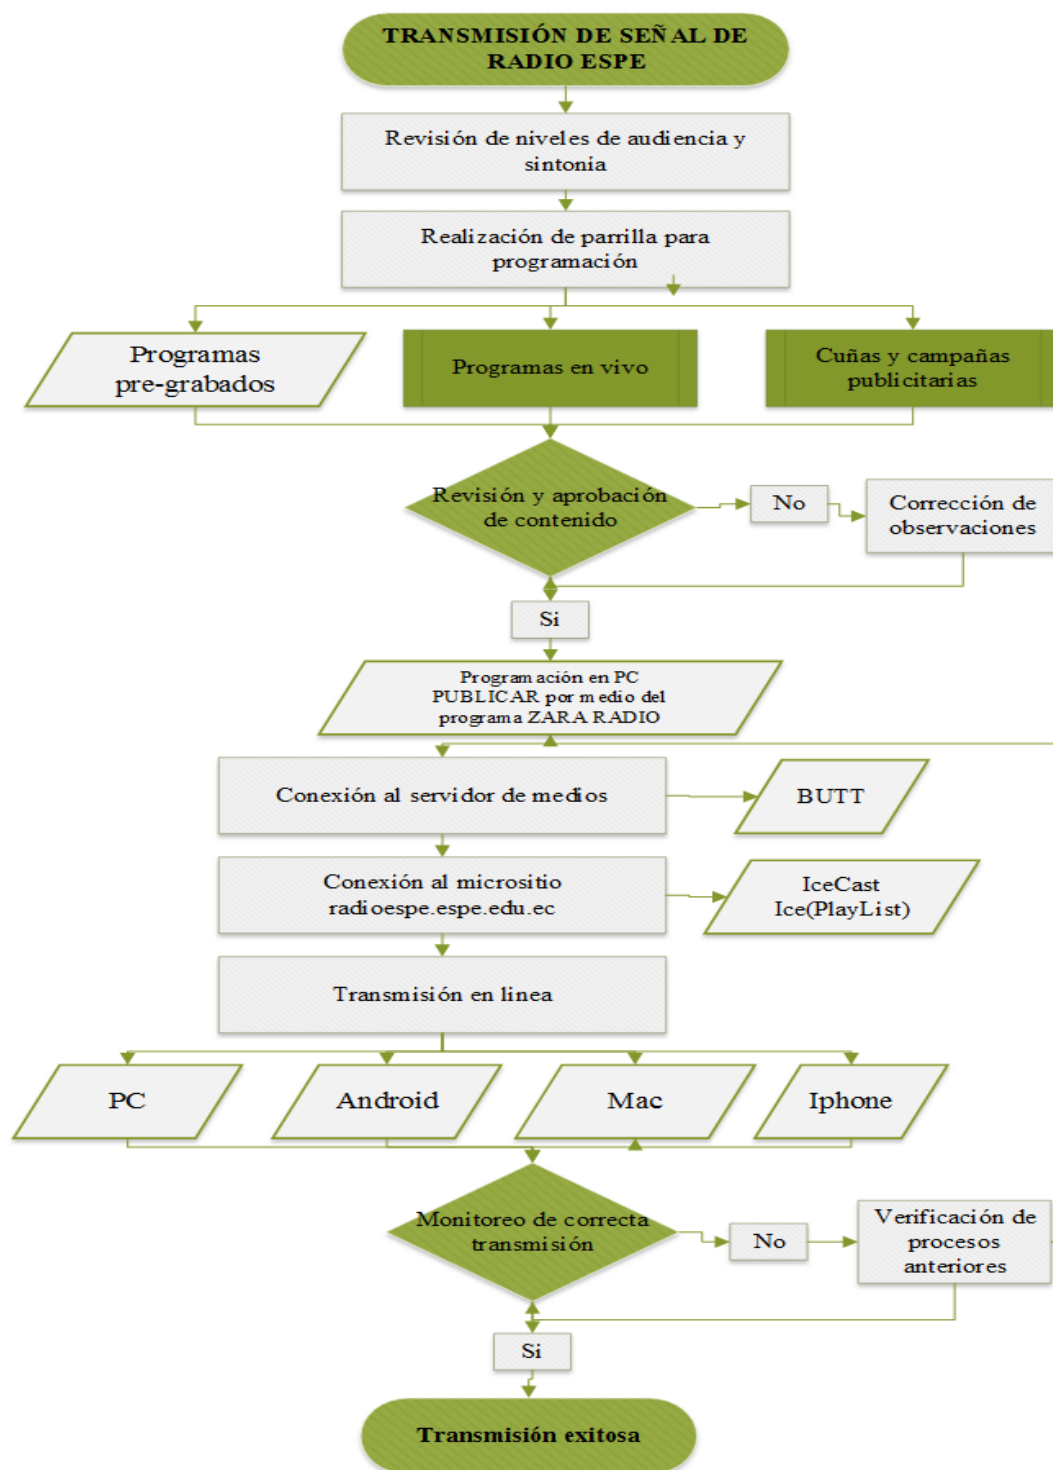 TRANSMISIÓN DE SEÑAL DE
RADIO ESPE
Revisión de niveles de audiencia y
sintonía
Realización de parrilla para
programación
Programas
pre-grabados
Programas en vivo
Cuñas y campañas
publicitarias
Revisión y aprobación
de contenido
No
Corrección de
observaciones
Si
Programación en PC
PUBLICAR por medio del
programa ZARA RADIO
Conexión al servidor de medios
BUTT
Conexión al micrositio
radioespe.espe.edu.ec
IceCast
Ice(PlayList)
Transmisión en linea
PC
Android
Mac
Iphone
Monitoreo de correcta
transmisión
No
Verificación de
procesos
anteriores
Si
Transmisión exitosa